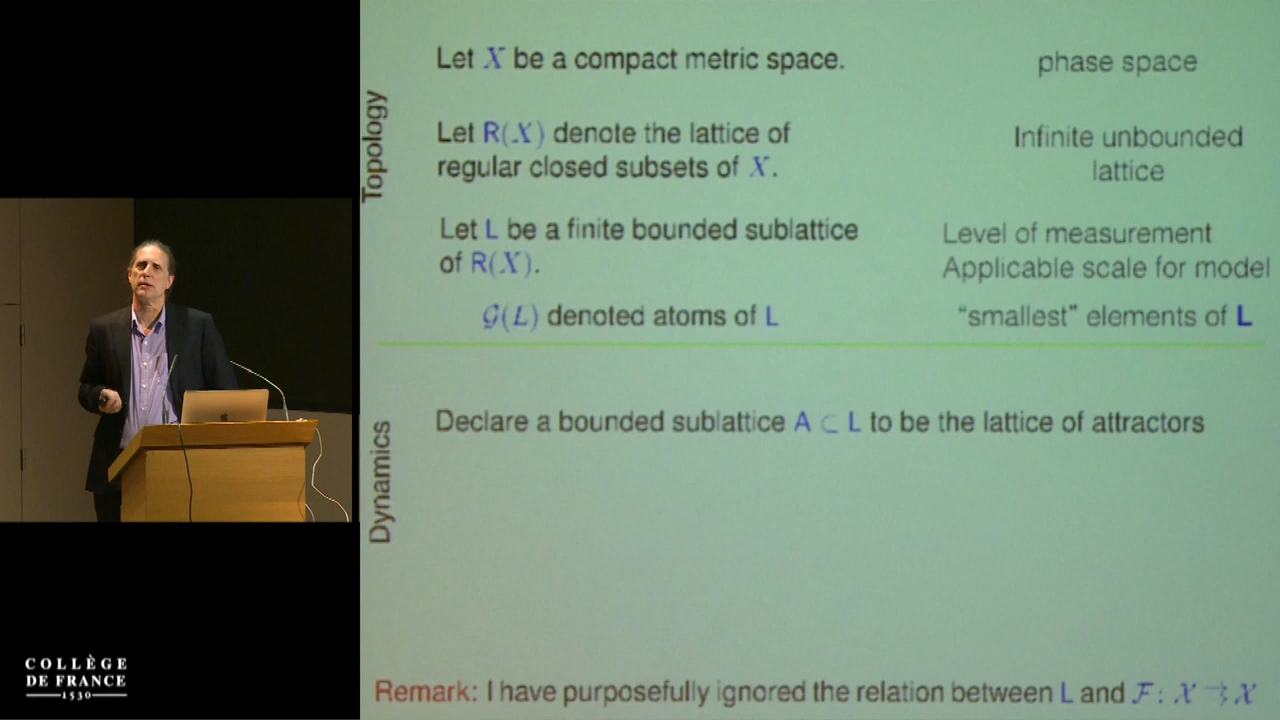 Topology
Let X be a compact metric space.
phase space
Let R(X) denote the lattice of
regular closed subsets of X.
Infinite unbounded
lattice
Let L be a finite bounded sublattice
of R(X).
Level of measurement
Applicable scale for model
G(L) denoted atoms of L
“smallest” elements of L
Dynamics
Declare a bounded sublattice A ⊂ L to be the lattice of attractors
Remark: I have purposefully ignored the relation between L and F : X ⇉ X
COLLÈGE
DE FRANCE
1530